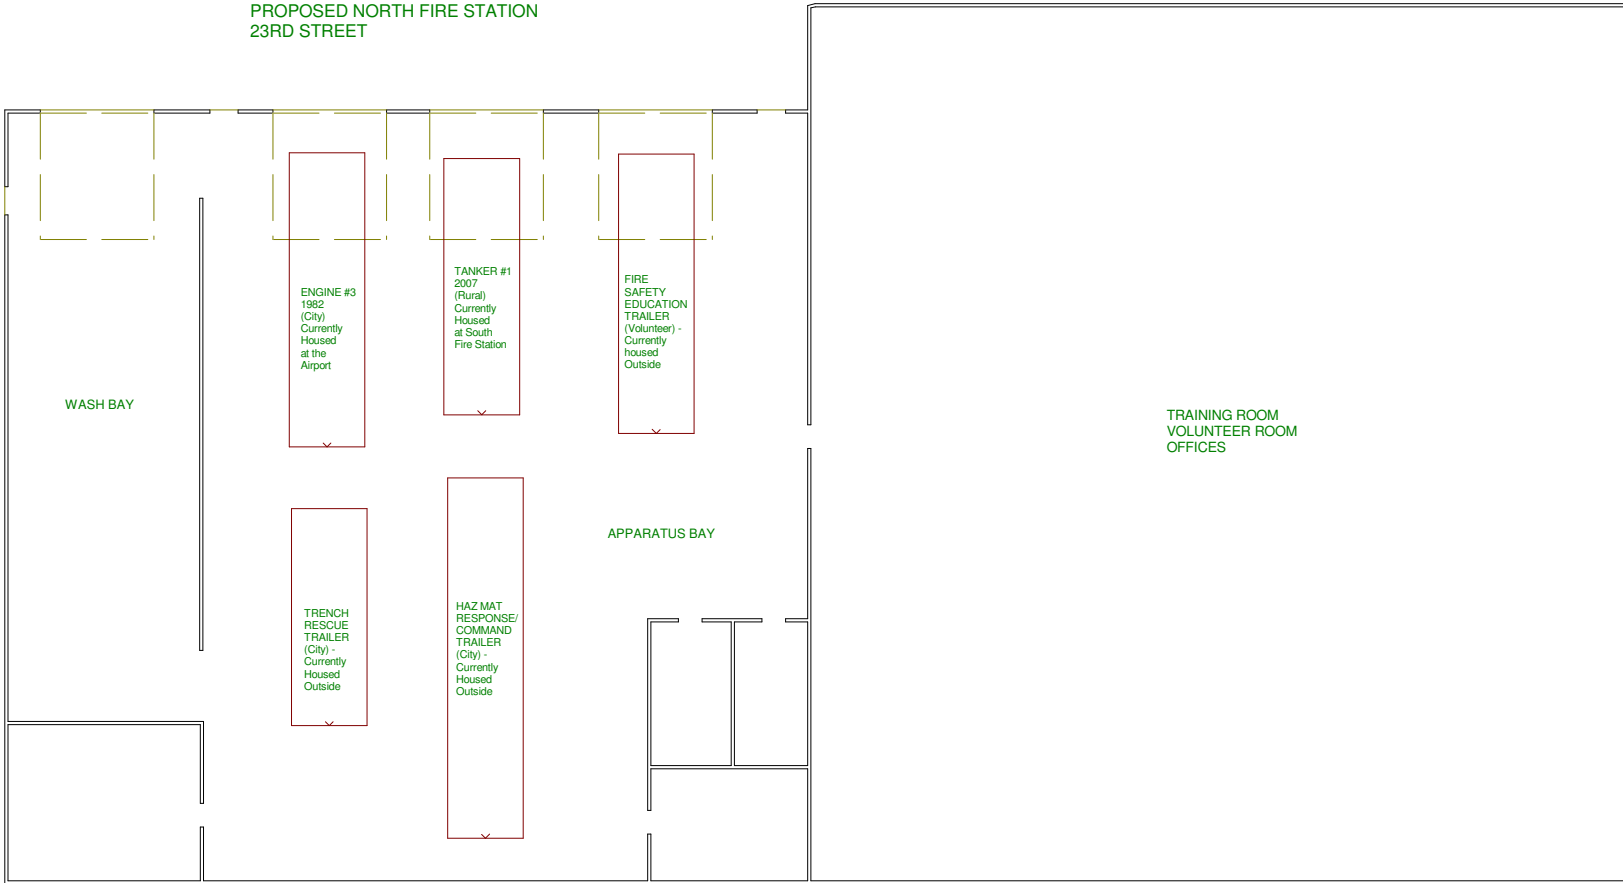 PROPOSED NORTH FIRE STATION
23RD STREET
ENGINE #3
1982
(City)
Currently
Housed
at the
Airport
TANKER #1
2007
(Rural)
Currently
Housed
at South
Fire Station
FIRE
SAFETY
EDUCATION
TRAILER
(Volunteer) -
Currently
housed
Outside
WASH BAY
TRAINING ROOM
VOLUNTEER ROOM
OFFICES
APPARATUS BAY
TRENCH
RESCUE
TRAILER
(City) -
Currently
Housed
Outside
HAZ MAT
RESPONSE/
COMMAND
TRAILER
(City) -
Currently
Housed
Outside